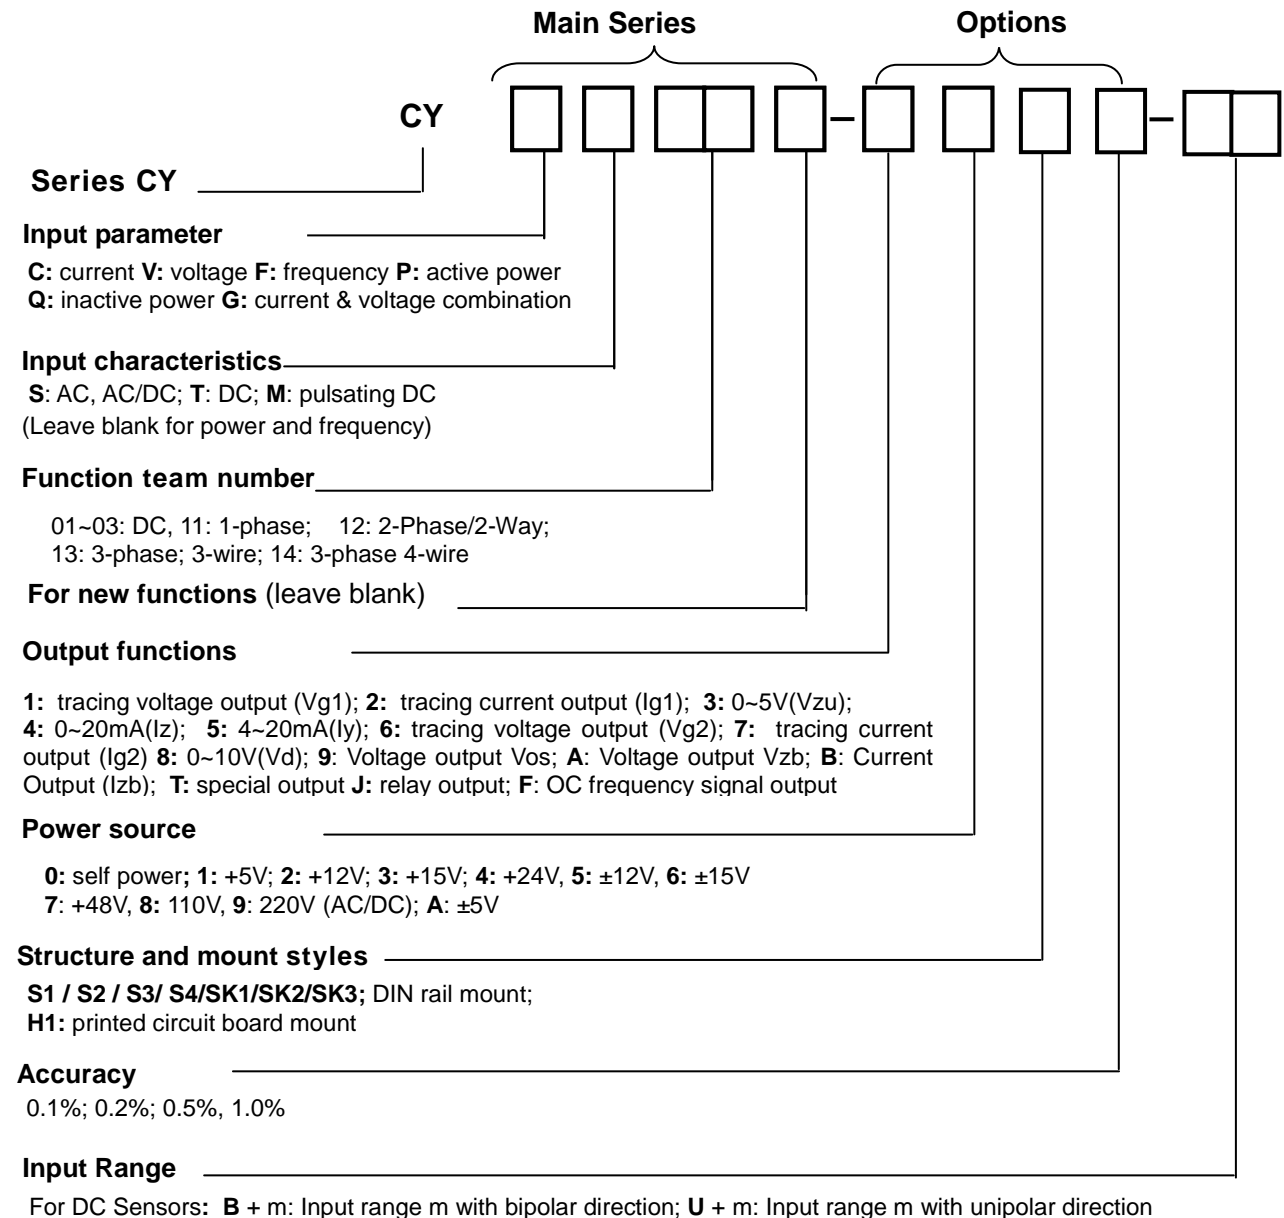 Main Series Options
CY
Series CY
Input parameter
C: current V: voltage F: frequency P: active power
Q: inactive power G: current & voltage combination
Input characteristics
S: AC, AC/DC; T: DC; M: pulsating DC
(Leave blank for power and frequency)
Function team number
01~03: DC, 11: 1-phase; 12: 2-Phase/2-Way;
13: 3-phase; 3-wire; 14: 3-phase 4-wire
For new functions (leave blank)
Output functions
1: tracing voltage output (Vg1); 2: tracing current output (Ig1); 3: 0~5V(Vzu);
4: 0~20mA(Iz); 5: 4~20mA(Iy); 6: tracing voltage output (Vg2); 7: tracing current
output (Ig2) 8: 0~10V(Vd); 9: Voltage output Vos; A: Voltage output Vzb; B: Current
Output (Izb); T: special output J: relay output; F: OC frequency signal output
Power source
0: self power; 1: +5V; 2: +12V; 3: +15V; 4: +24V, 5: ±12V, 6: ±15V
7: +48V, 8: 110V, 9: 220V (AC/DC); A: ±5V
Structure and mount styles
S1 / S2 / S3/ S4/SK1/SK2/SK3; DIN rail mount;
H1: printed circuit board mount
Accuracy
0.1%; 0.2%; 0.5%, 1.0%
Input Range
For DC Sensors: B + m: Input range m with bipolar direction; U + m: Input range m with unipolar direction